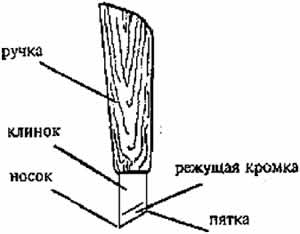 ручка
клинок
режущая кромка
носок
пятка